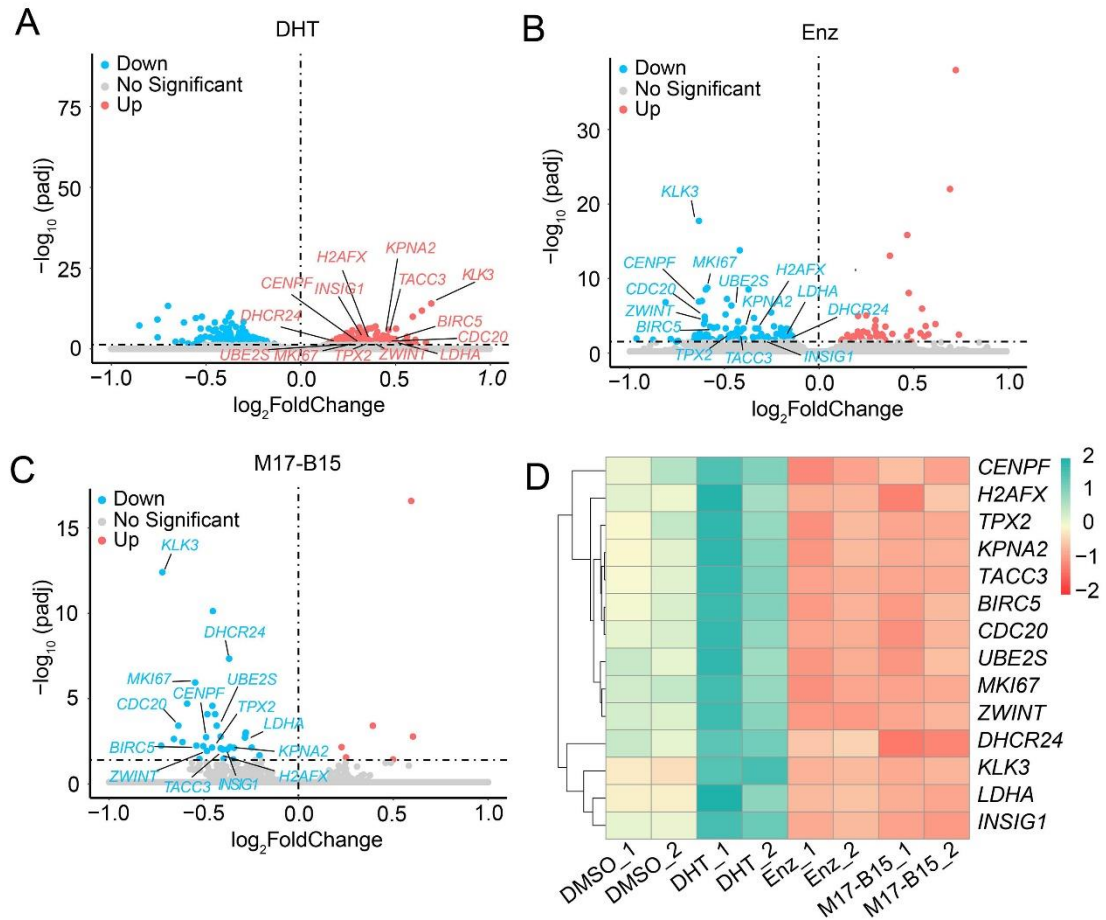 A
DHT
Down
No Significant
Up
75
50
25
0
−log10 (padj)
H2AFX
KPNA2
CENPF
INSIG1
TACC3
KLK3
DHCR24
BIRC5
CDC20
UBE2S
MKI67
TPX2
ZWINT
LDHA
−1.0
−0.5
0.0
0.5
1.0
log2FoldChange
B
Enz
Down
No Significant
Up
30
20
10
0
−log10 (padj)
KLK3
CENPF
MKI67
H2AFX
CDC20
UBE2S
LDHA
ZWINT
KPNA2
DHCR24
BIRC5
TPX2
TACC3
INSIG1
−1.0
−0.5
0.0
0.5
1.0
log2FoldChange
C
M17-B15
Down
No Significant
Up
15
10
5
0
−log10 (padj)
KLK3
DHCR24
MKI67
CENPF
UBE2S
CDC20
TPX2
LDHA
BIRC5
KPNA2
ZWINT
TACC3
INSIG1
H2AFX
−1.0
−0.5
0.0
0.5
1.0
log2FoldChange
D
CENPF
H2AFX
TPX2
KPNA2
TACC3
BIRC5
CDC20
UBE2S
MKI67
ZWINT
DHCR24
KLK3
LDHA
INSIG1
2
1
0
−1
−2
DMSO_1
DMSO_2
DHT_1
DHT_2
Enz_1
Enz_2
M17-B15_1
M17-B15_2